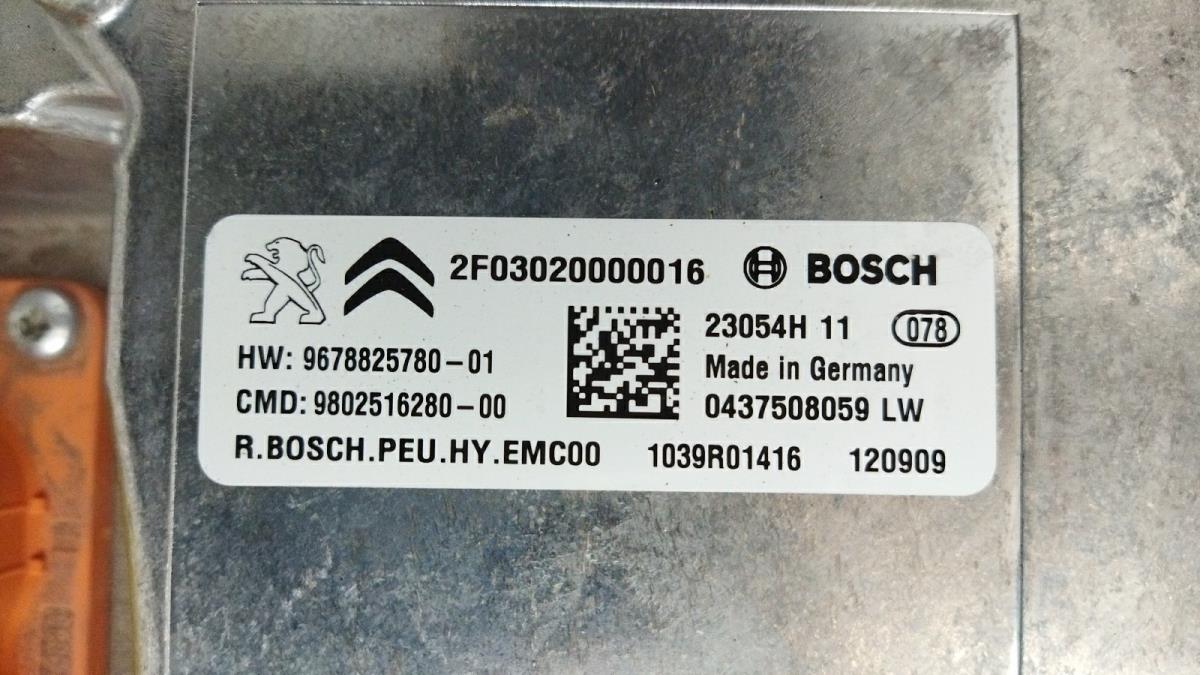 2F03020000016 BOSCH
23054H 11 078
HW: 9678825780-01 Made in Germany
CMD: 9802516280-00 0437508059 LW
R.BOSCH.PEU.HY.EMC00 1039R01416 120909